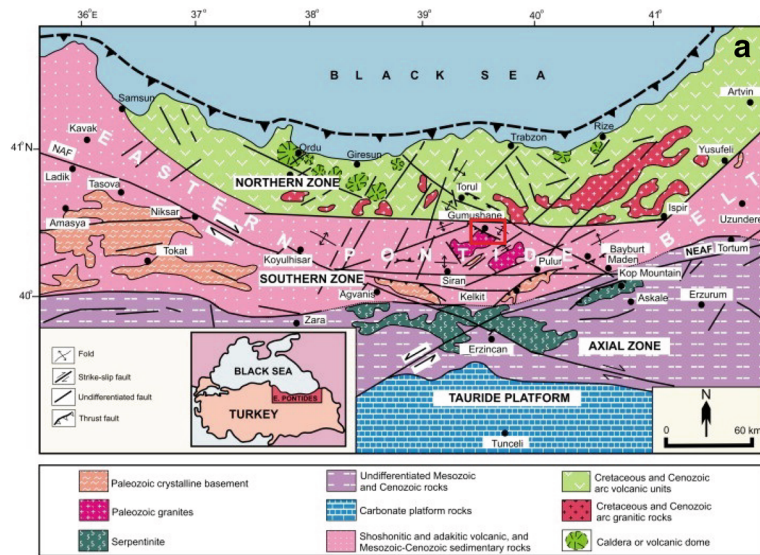 36°E
37°
38°
39°
40°
41°
a
BLACK SEA
Artvin
Samsun
Rize
41°
Kavak
Ordu
Trabzon
Yusufeli
NAF
Giresun
Ladik
NORTHERN ZONE
Torul
Tasova
Ispir
Uzundere
Niksar
Gumushane
Amasya
EASTERN PONTIDE BELT
Tokat
Koyulhisar
Bayburt
NEAF
Tortum
Maden
SOUTHERN ZONE
Siran
Pulur
Kop Mountain
40°
Agvanis
Kelkit
Askale
Erzurum
Zara
Erzincan
AXIAL ZONE
Fold
Strike-slip fault
Undifferentiated fault
Thrust fault
BLACK SEA
E. PONTIDES
TURKEY
TAURIDE PLATFORM
Tunceli
N
0 60 km
Paleozoic crystalline basement
Paleozoic granites
Serpentinite
Undifferentiated Mesozoic
and Cenozoic rocks
Carbonate platform rocks
Shoshonitic and adakitic volcanic, and
Mesozoic-Cenozoic sedimentary rocks
Cretaceous and Cenozoic
arc volcanic units
Cretaceous and Cenozoic
arc granitic rocks
Caldera or volcanic dome